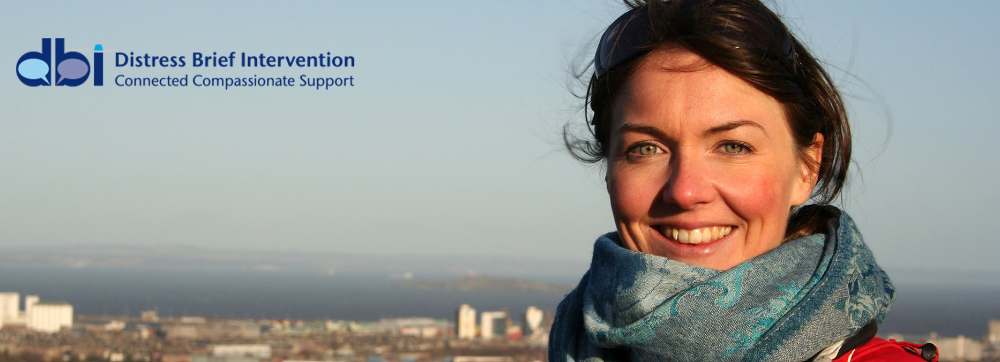 dbi
Distress Brief Intervention
Connected Compassionate Support